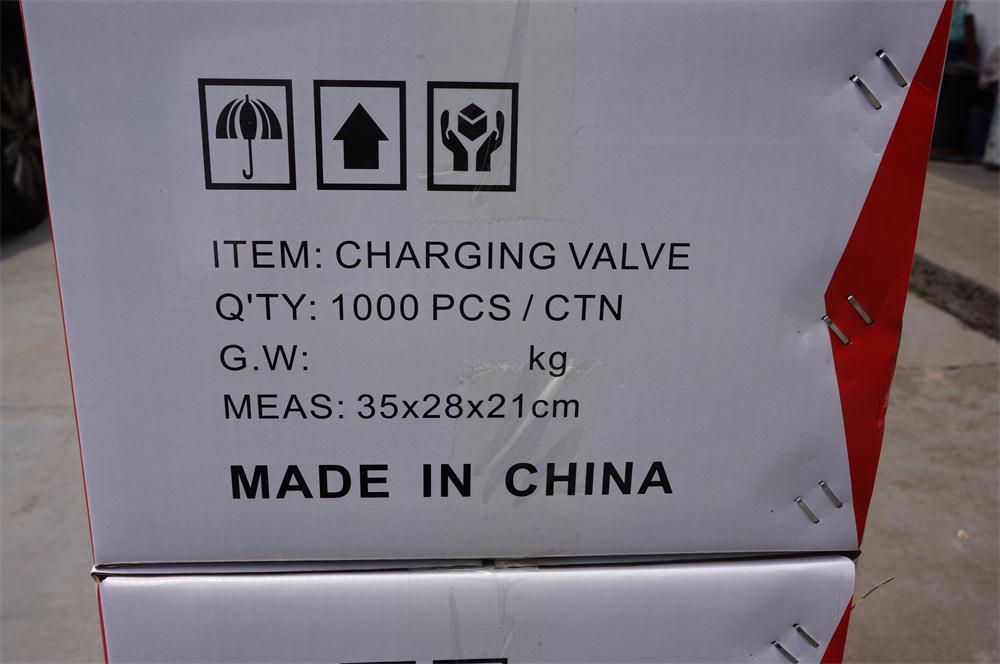 ITEM: CHARGING VALVE
Q'TY: 1000 PCS / CTN
G.W: kg
MEAS: 35x28x21cm
MADE IN CHINA